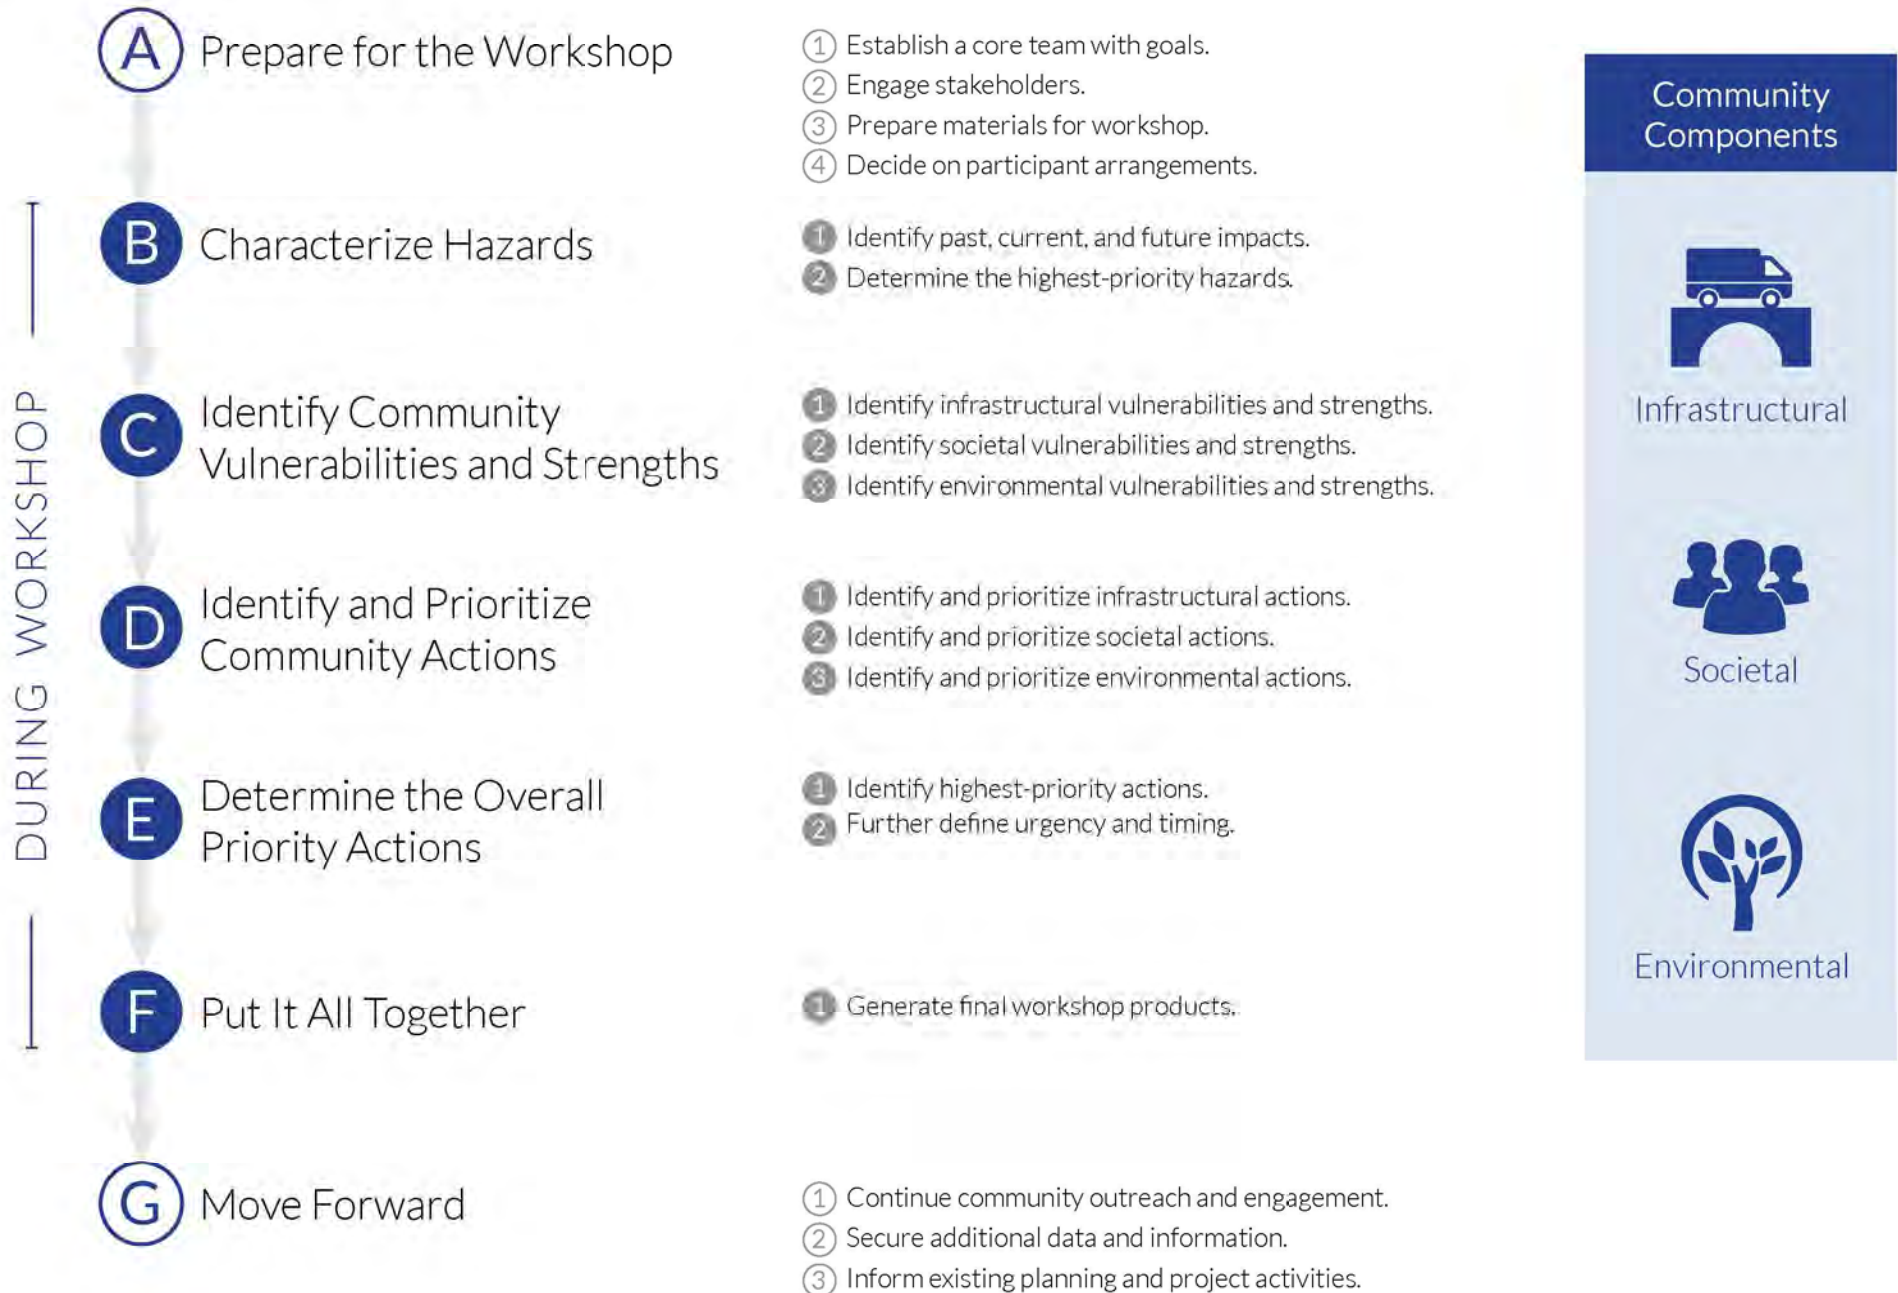 A Prepare for the Workshop
1 Establish a core team with goals.
2 Engage stakeholders.
3 Prepare materials for workshop.
4 Decide on participant arrangements.
DURING WORKSHOP
B Characterize Hazards
1 Identify past, current, and future impacts.
2 Determine the highest-priority hazards.
C Identify Community
Vulnerabilities and Strengths
1 Identify infrastructural vulnerabilities and strengths.
2 Identify societal vulnerabilities and strengths.
3 Identify environmental vulnerabilities and strengths.
D Identify and Prioritize
Community Actions
1 Identify and prioritize infrastructural actions.
2 Identify and prioritize societal actions.
3 Identify and prioritize environmental actions.
E Determine the Overall
Priority Actions
1 Identify highest-priority actions.
2 Further define urgency and timing.
F Put It All Together
1 Generate final workshop products.
G Move Forward
1 Continue community outreach and engagement.
2 Secure additional data and information.
3 Inform existing planning and project activities.
Community
Components
Infrastructural
Societal
Environmental